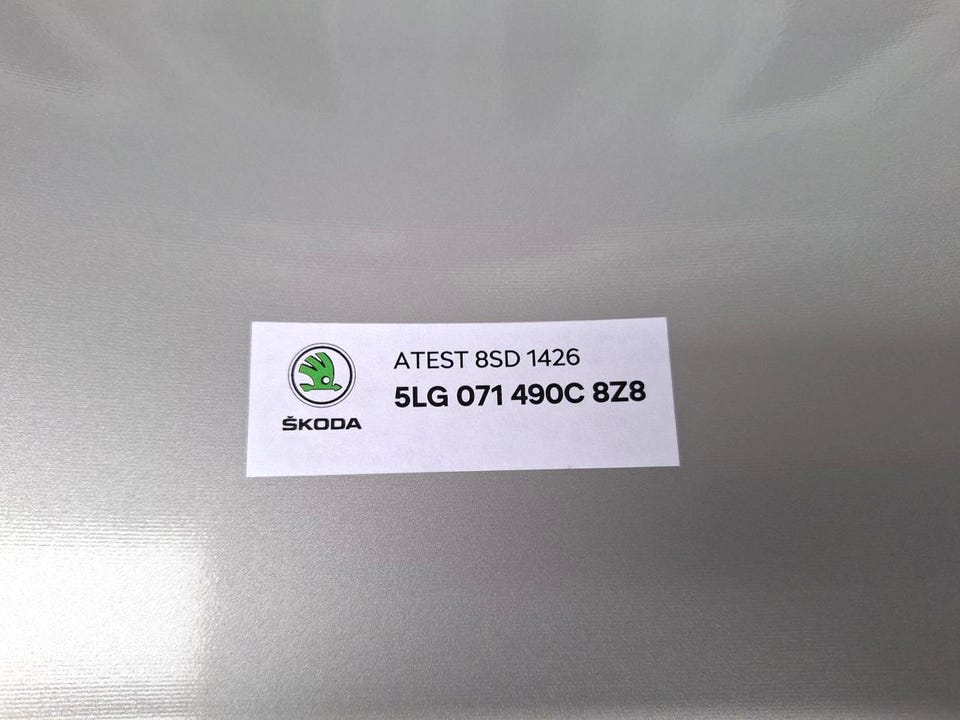 ATEST 8SD 1426
5LG 071 490C 8Z8
ŠKODA